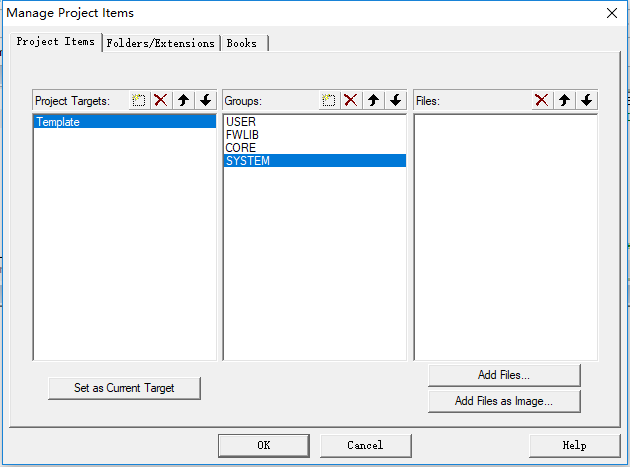 Manage Project Items
Project Items Folders/Extensions Books
Project Targets: Groups: Files:
Template
USER
FWLIB
CORE
SYSTEM
Set as Current Target
Add Files...
Add Files as Image...
OK Cancel Help